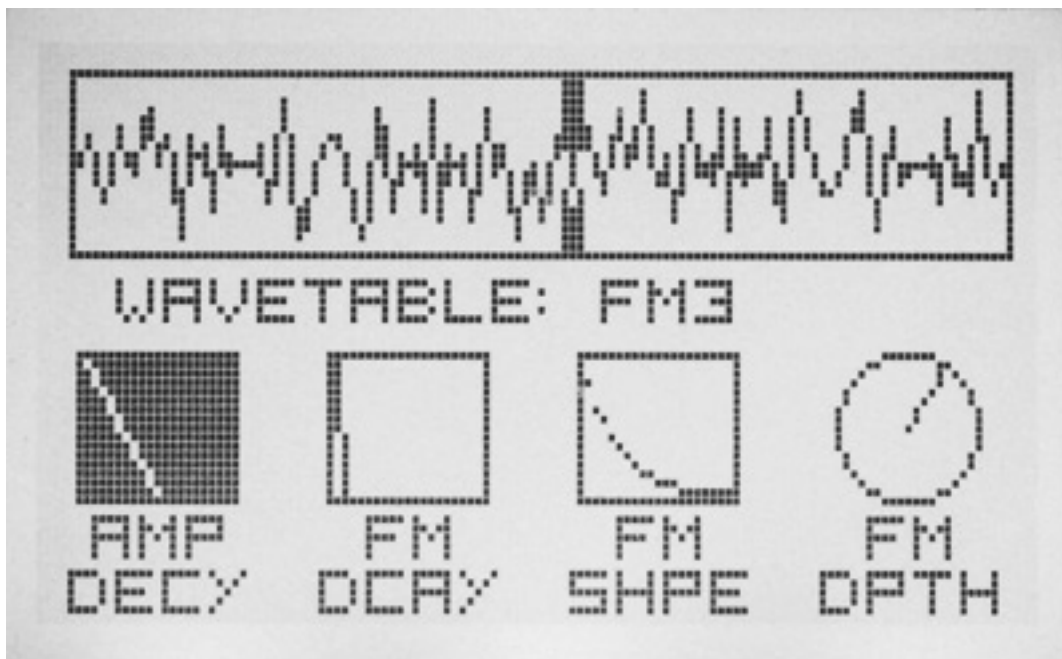 WAVETABLE: FM3
AMP DECY
FM DCAY
FM SHPE
FM DPTH